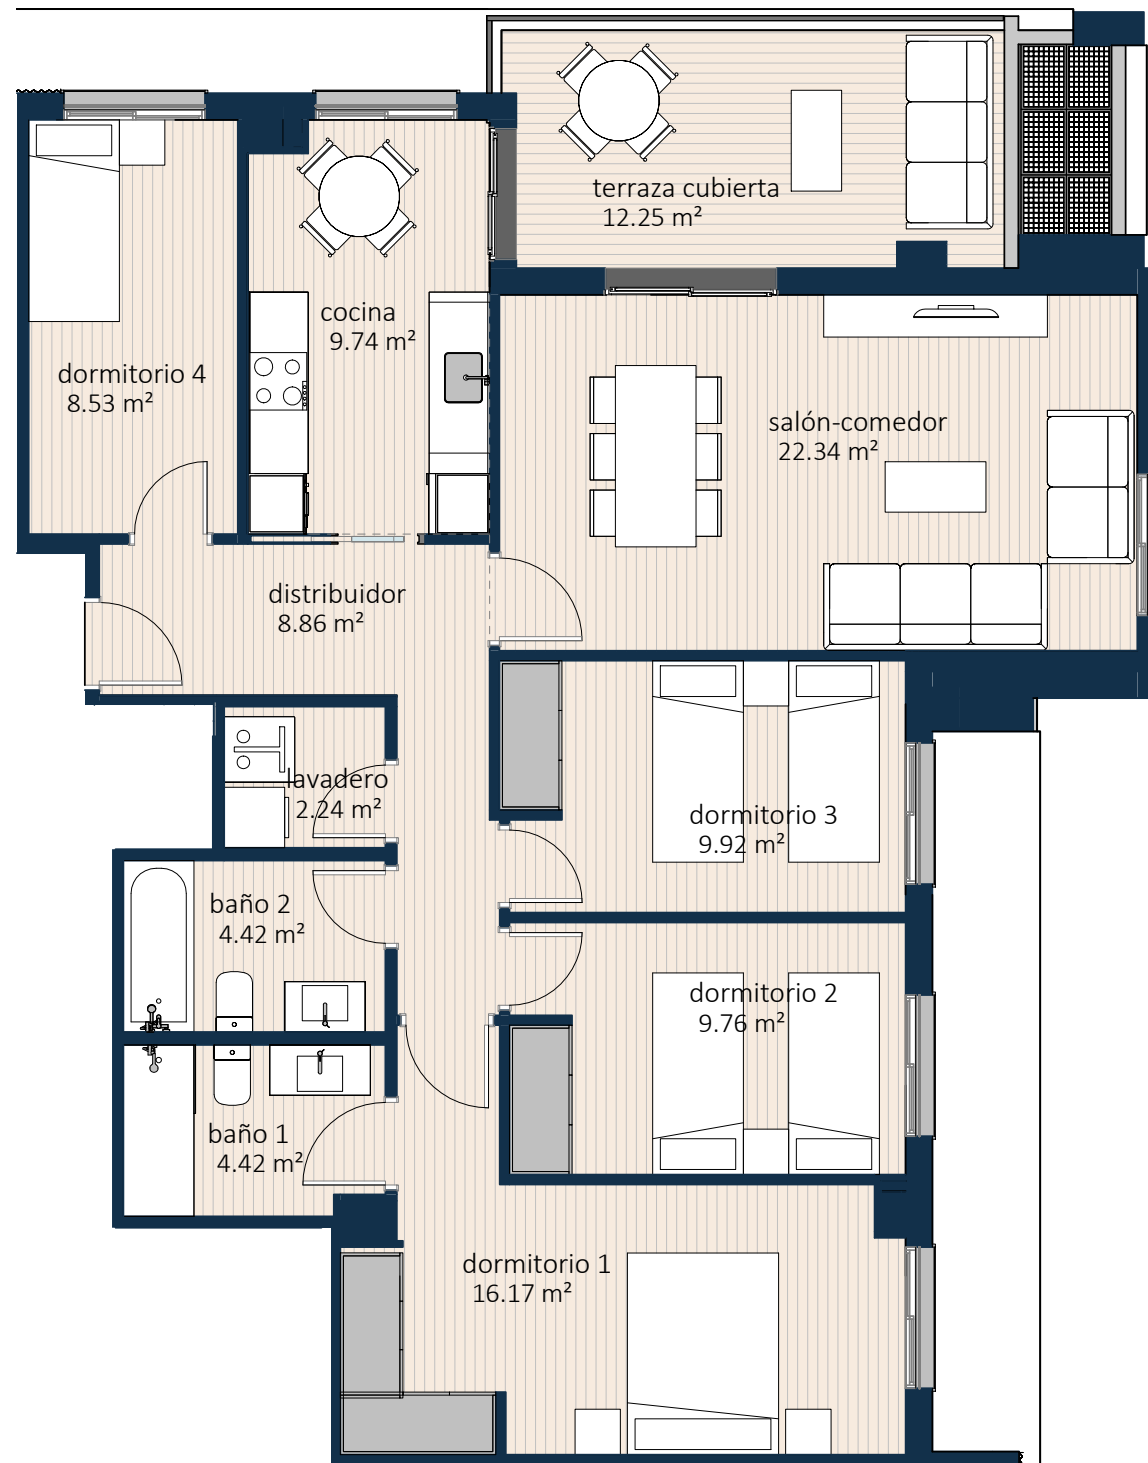 terraza cubierta
12.25 m²
cocina
9.74 m²
dormitorio 4
8.53 m²
salón-comedor
22.34 m²
distribuidor
8.86 m²
lavadero
2.24 m²
dormitorio 3
9.92 m²
baño 2
4.42 m²
dormitorio 2
9.76 m²
baño 1
4.42 m²
dormitorio 1
16.17 m²